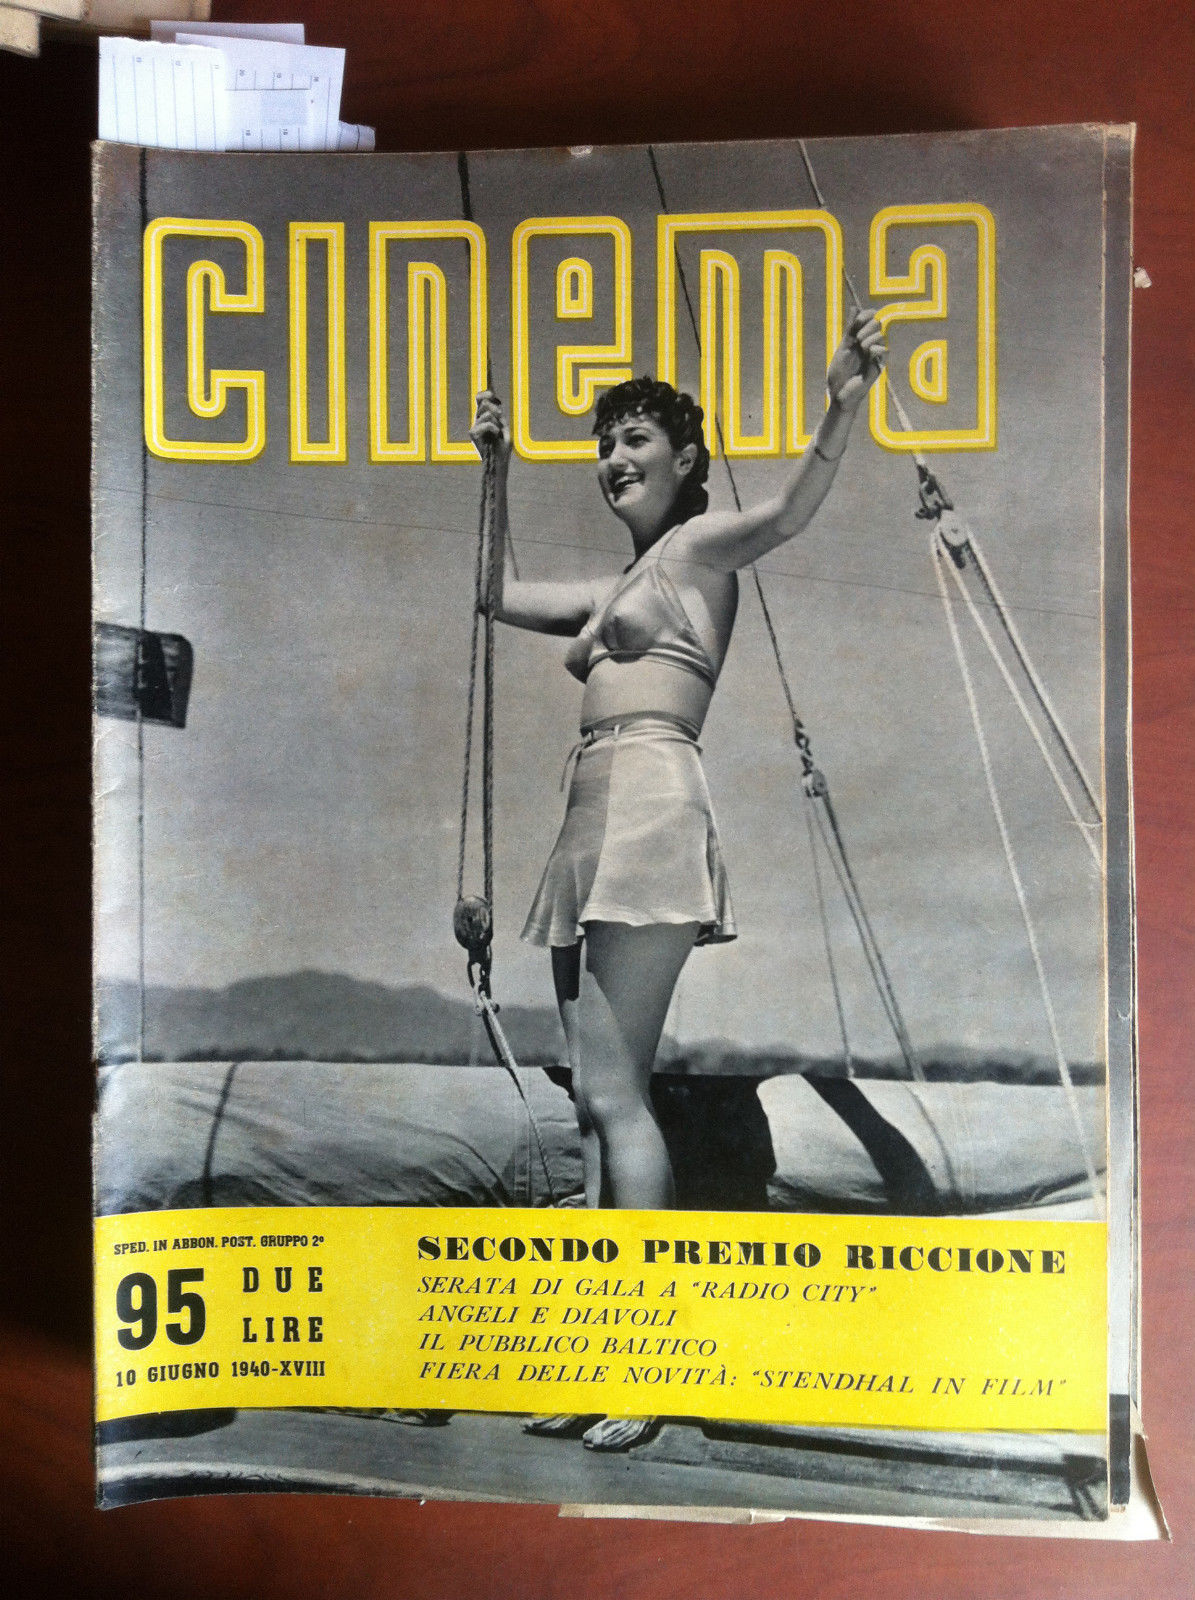 cinema
SPED. IN ABBON. POST. GRUPPO 2º
95
DUE
LIRE
10 GIUGNO 1940-XVIII
SECONDO PREMIO RICCIONE
SERATA DI GALA A "RADIO CITY"
ANGELI E DIAVOLI
IL PUBBLICO BALTICO
FIERA DELLE NOVITÀ: "STENDHAL IN FILM"